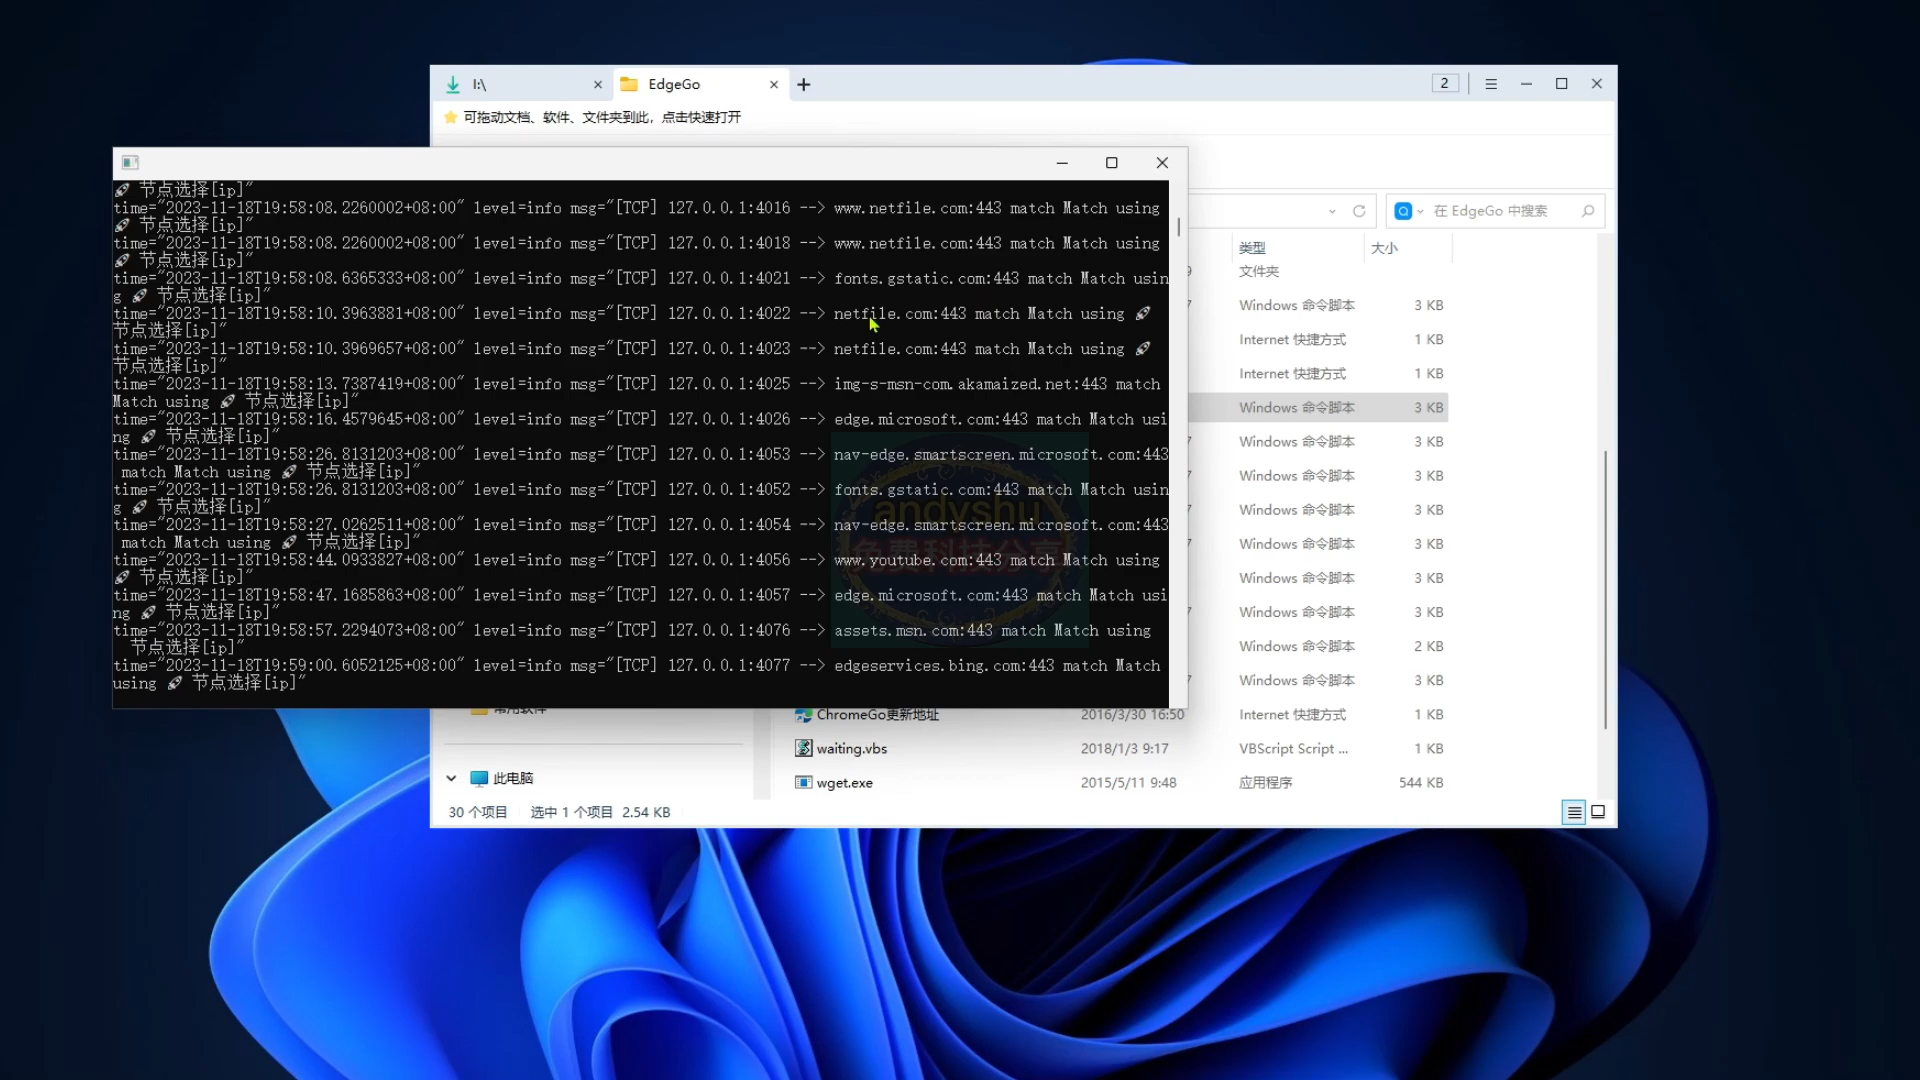 I:\
EdgeGo
2
可拖动文档、软件、文件夹到此，点击快速打开
🚀 节点选择[ip]"
time="2023-11-18T19:58:08.2260002+08:00" level=info msg="[TCP] 127.0.0.1:4016 --> www.netfile.com:443 match Match using
🚀 节点选择[ip]"
time="2023-11-18T19:58:08.2260002+08:00" level=info msg="[TCP] 127.0.0.1:4018 --> www.netfile.com:443 match Match using
🚀 节点选择[ip]"
time="2023-11-18T19:58:08.6365333+08:00" level=info msg="[TCP] 127.0.0.1:4021 --> fonts.gstatic.com:443 match Match usin
g 🚀 节点选择[ip]"
time="2023-11-18T19:58:10.3963881+08:00" level=info msg="[TCP] 127.0.0.1:4022 --> netfile.com:443 match Match using 🚀
节点选择[ip]"
time="2023-11-18T19:58:10.3969657+08:00" level=info msg="[TCP] 127.0.0.1:4023 --> netfile.com:443 match Match using 🚀
节点选择[ip]"
time="2023-11-18T19:58:13.7387419+08:00" level=info msg="[TCP] 127.0.0.1:4025 --> img-s-msn-com.akamaized.net:443 match
Match using 🚀 节点选择[ip]"
time="2023-11-18T19:58:16.4579645+08:00" level=info msg="[TCP] 127.0.0.1:4026 --> edge.microsoft.com:443 match Match usi
ng 🚀 节点选择[ip]"
time="2023-11-18T19:58:26.8131203+08:00" level=info msg="[TCP] 127.0.0.1:4053 --> nav-edge.smartscreen.microsoft.com:443
match Match using 🚀 节点选择[ip]"
time="2023-11-18T19:58:26.8131203+08:00" level=info msg="[TCP] 127.0.0.1:4052 --> fonts.gstatic.com:443 match Match usin
g 🚀 节点选择[ip]"
time="2023-11-18T19:58:27.0262511+08:00" level=info msg="[TCP] 127.0.0.1:4054 --> nav-edge.smartscreen.microsoft.com:443
match Match using 🚀 节点选择[ip]"
time="2023-11-18T19:58:44.0933827+08:00" level=info msg="[TCP] 127.0.0.1:4056 --> www.youtube.com:443 match Match using
🚀 节点选择[ip]"
time="2023-11-18T19:58:47.1685863+08:00" level=info msg="[TCP] 127.0.0.1:4057 --> edge.microsoft.com:443 match Match usi
ng 🚀 节点选择[ip]"
time="2023-11-18T19:58:57.2294073+08:00" level=info msg="[TCP] 127.0.0.1:4076 --> assets.msn.com:443 match Match using
节点选择[ip]"
time="2023-11-18T19:59:00.6052125+08:00" level=info msg="[TCP] 127.0.0.1:4077 --> edgeservices.bing.com:443 match Match
using 🚀 节点选择[ip]"
andyshu
免费科技分享
在 EdgeGo 中搜索
类型 大小
文件夹
Windows 命令脚本 3 KB
Internet 快捷方式 1 KB
Internet 快捷方式 1 KB
Windows 命令脚本 3 KB
Windows 命令脚本 3 KB
Windows 命令脚本 3 KB
Windows 命令脚本 3 KB
Windows 命令脚本 3 KB
Windows 命令脚本 3 KB
Windows 命令脚本 3 KB
Windows 命令脚本 2 KB
Windows 命令脚本 3 KB
常用软件
ChromeGo更新地址 2016/3/30 16:50 Internet 快捷方式 1 KB
waiting.vbs 2018/1/3 9:17 VBScript Script ... 1 KB
此电脑
wget.exe 2015/5/11 9:48 应用程序 544 KB
30 个项目 选中 1 个项目 2.54 KB